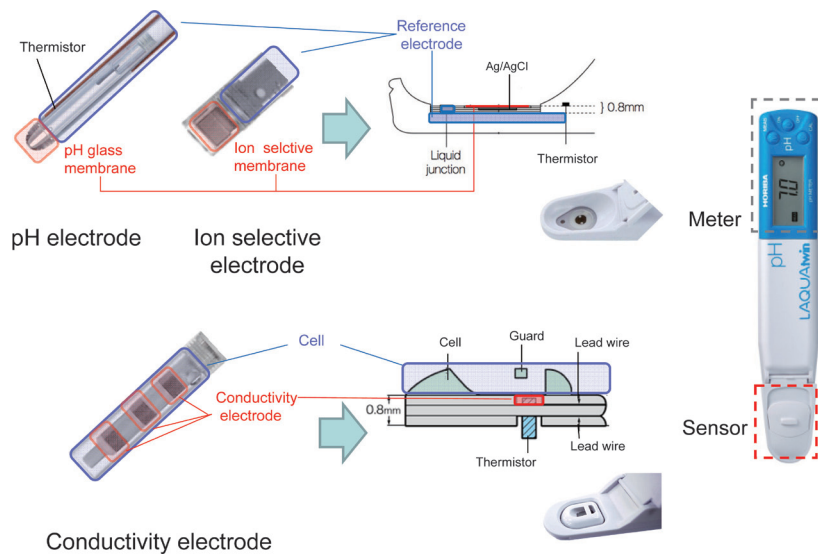 Reference
electrode
Thermistor
Ag/AgCl
0.8mm
pH glass
membrane
Ion selctive
membrane
Liquid
junction
Thermistor
pH electrode
Ion selective
electrode
Meter
HORIBA
pH
7.0
pH METER
pH
LAQUAtwin
Cell
Cell
Guard
Lead wire
Conductivity
electrode
0.8mm
Lead wire
Thermistor
Sensor
Conductivity electrode